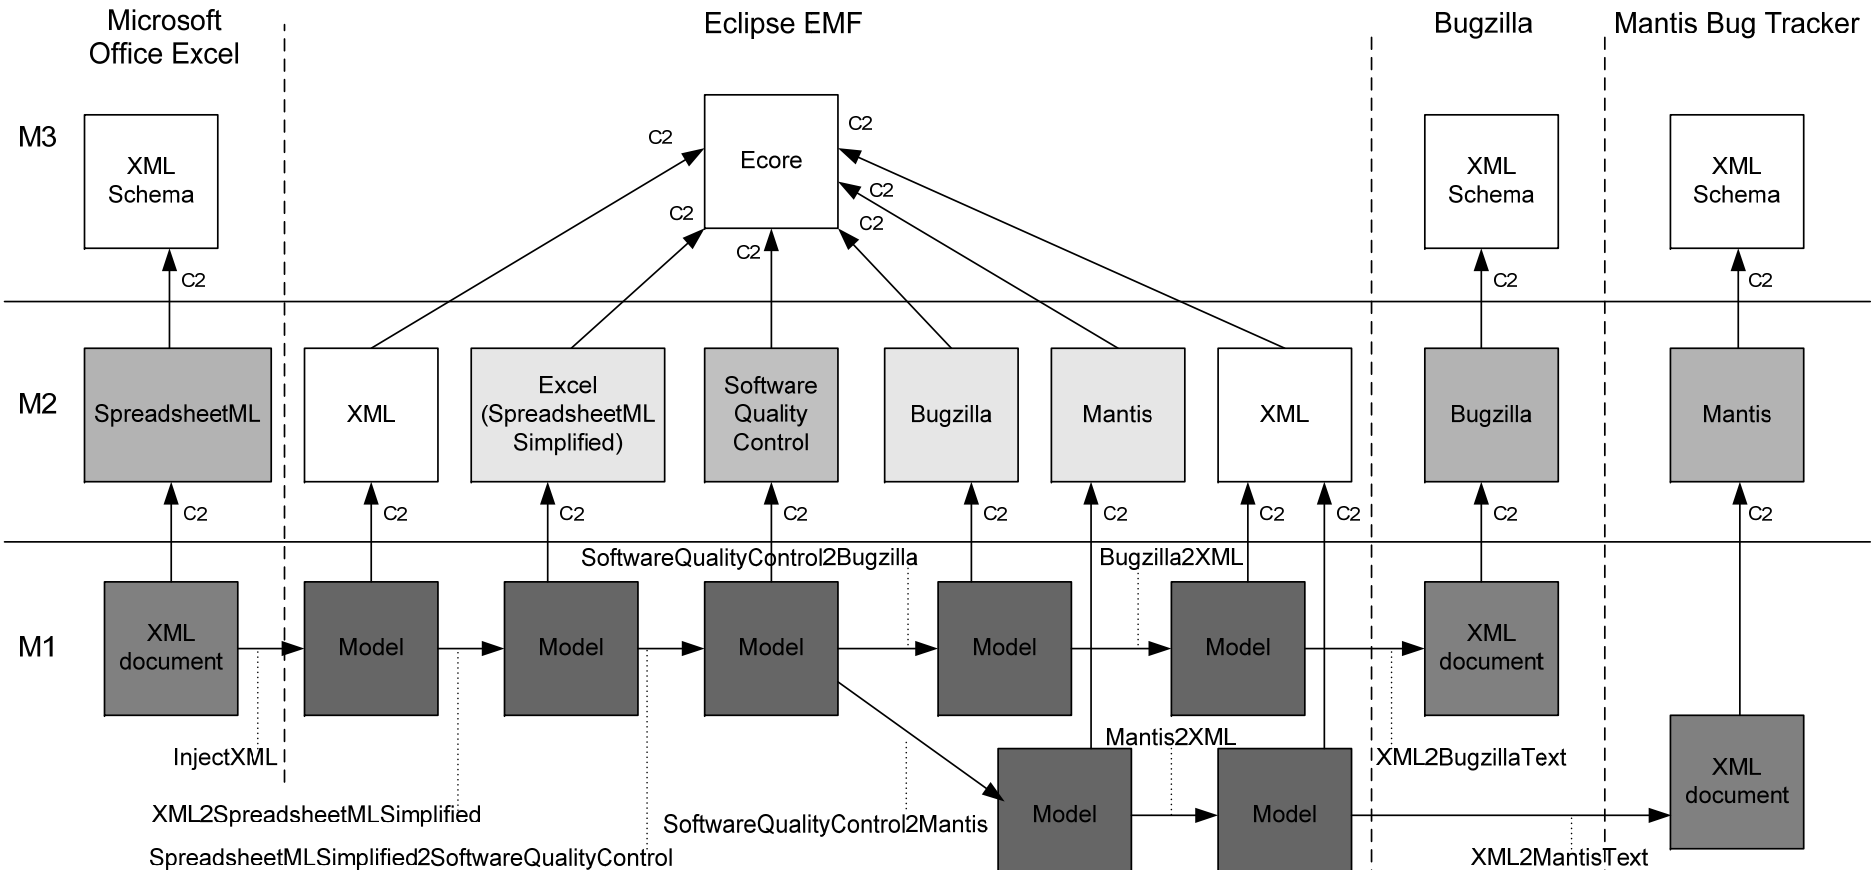 Microsoft
Office Excel
Eclipse EMF
Bugzilla
Mantis Bug Tracker
M3
XML
Schema
C2
Ecore
C2
C2
C2
C2
C2
C2
XML
Schema
XML
Schema
C2
C2
C2
M2
SpreadsheetML
XML
Excel
(SpreadsheetML
Simplified)
Software
Quality
Control
Bugzilla
Mantis
XML
Bugzilla
Mantis
C2
C2
C2
C2
C2
C2
C2
C2
C2
C2
SoftwareQualityControl2Bugzilla
Bugzilla2XML
M1
XML
document
Model
Model
Model
Model
Model
XML
document
InjectXML
Mantis2XML
XML2BugzillaText
XML2SpreadsheetMLSimplified
SoftwareQualityControl2Mantis
Model
Model
XML
document
SpreadsheetMLSimplified2SoftwareQualityControl
XML2MantisText